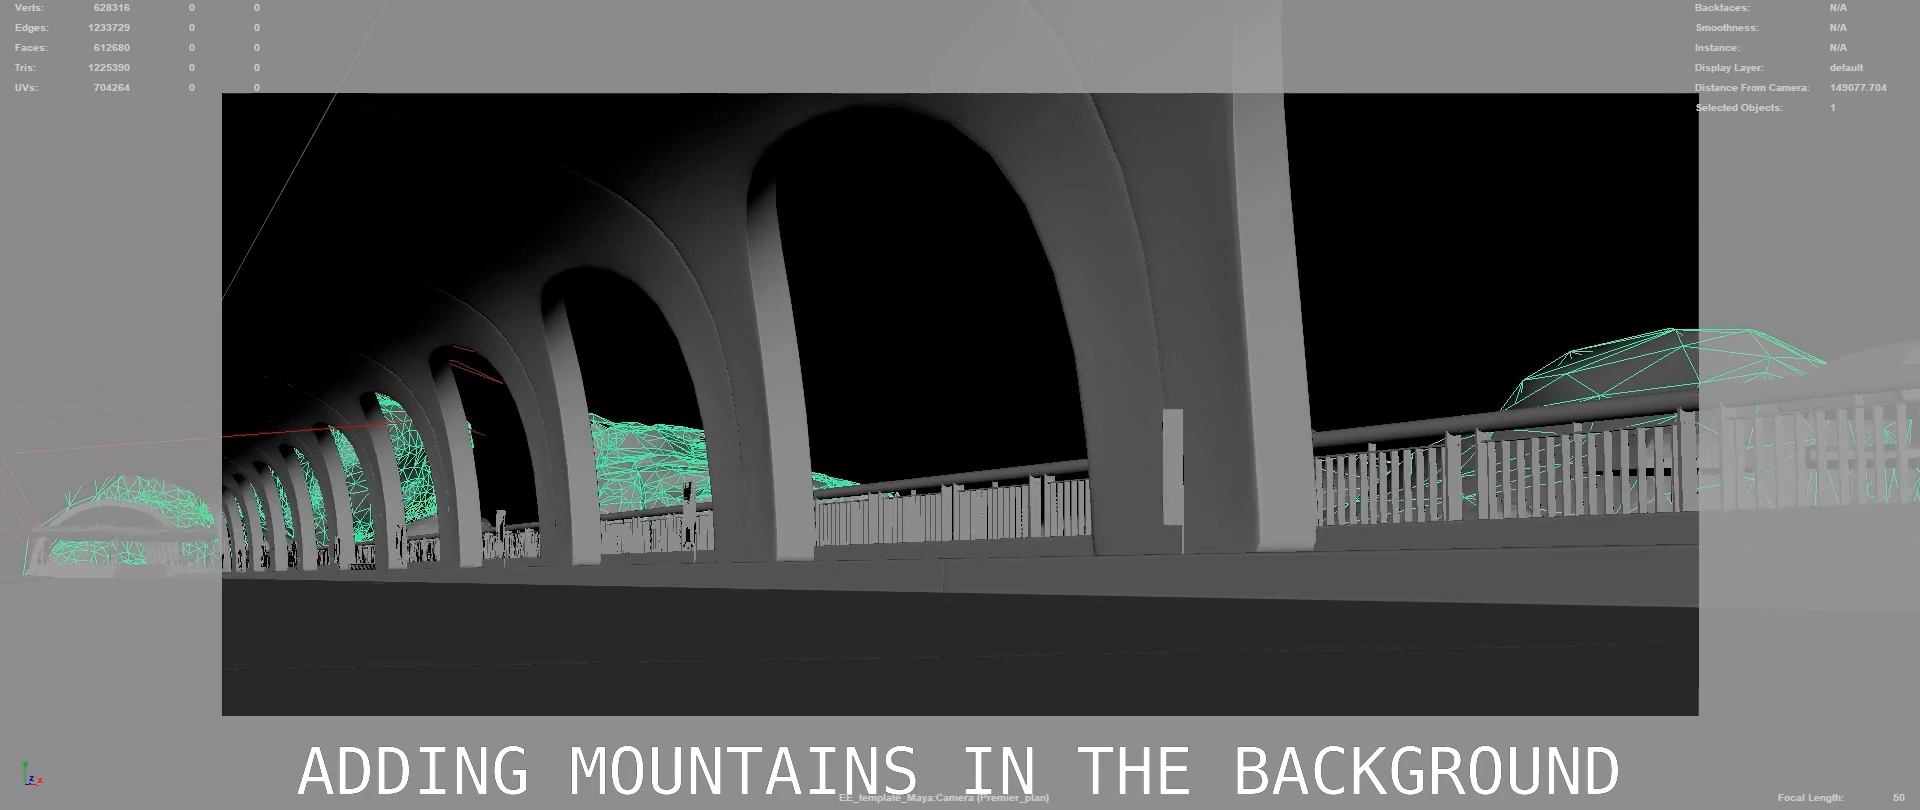 Verts: 628316 0 0
Edges: 1233729 0 0
Faces: 612680 0 0
Tris: 1225390 0 0
UVs: 704264 0 0
Backfaces: N/A
Smoothness: N/A
Instance: N/A
Display Layer: default
Distance From Camera: 149077.704
Selected Objects: 1
ADDING MOUNTAINS IN THE BACKGROUND
EE_template_Maya:Camera (Premier_plan)
Focal Length: 50
y
z x